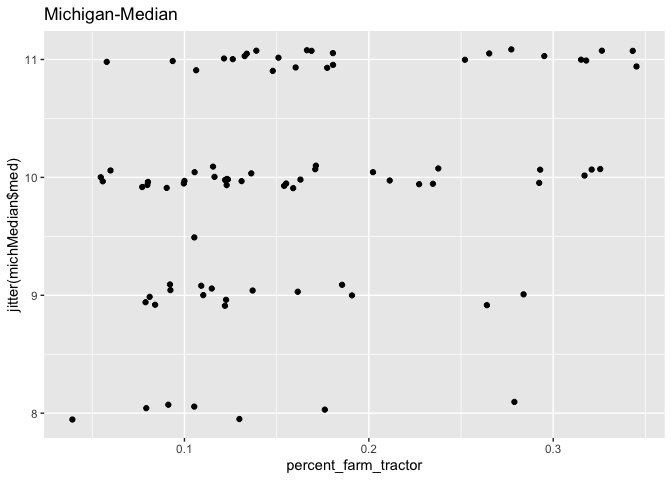 Michigan-Median
jitter(michMedian$med)
11
10
9
8
0.1 0.2 0.3
percent_farm_tractor